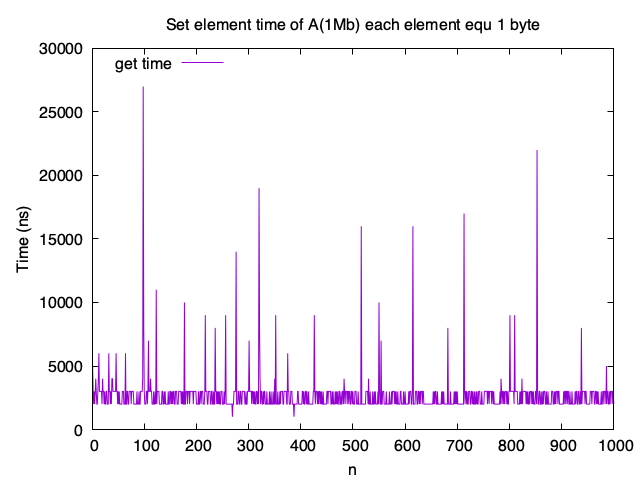 Set element time of A(1Mb) each element equ 1 byte
30000
get time
25000
20000
15000
10000
5000
0
Time (ns)
0 100 200 300 400 500 600 700 800 900 1000
n